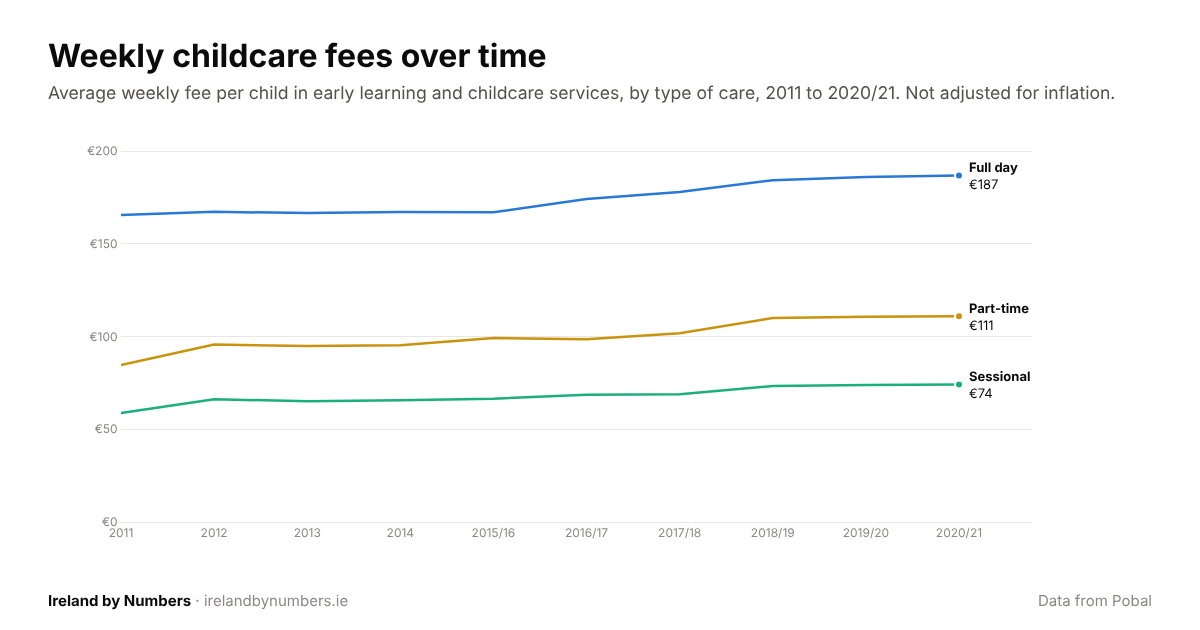 Weekly childcare fees over time
Average weekly fee per child in early learning and childcare services, by type of care, 2011 to 2020/21. Not adjusted for inflation.
€200
Full day
€187
€150
Part-time
€111
€100
Sessional
€74
€50
€0
2011 2012 2013 2014 2015/16 2016/17 2017/18 2018/19 2019/20 2020/21
Ireland by Numbers · irelandbynumbers.ie
Data from Pobal